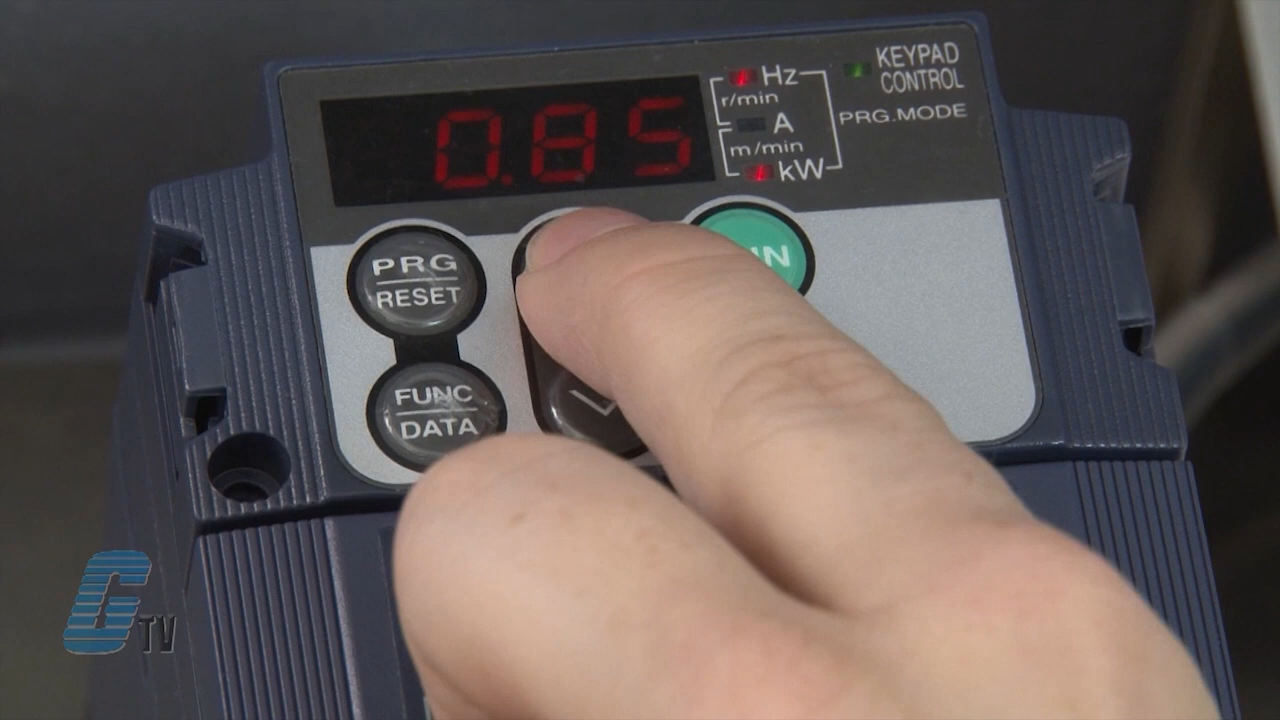 0.85
Hz
r/min
A
m/min
kW
KEYPAD
CONTROL
PRG.MODE
PRG
RESET
FUNC
DATA
G TV